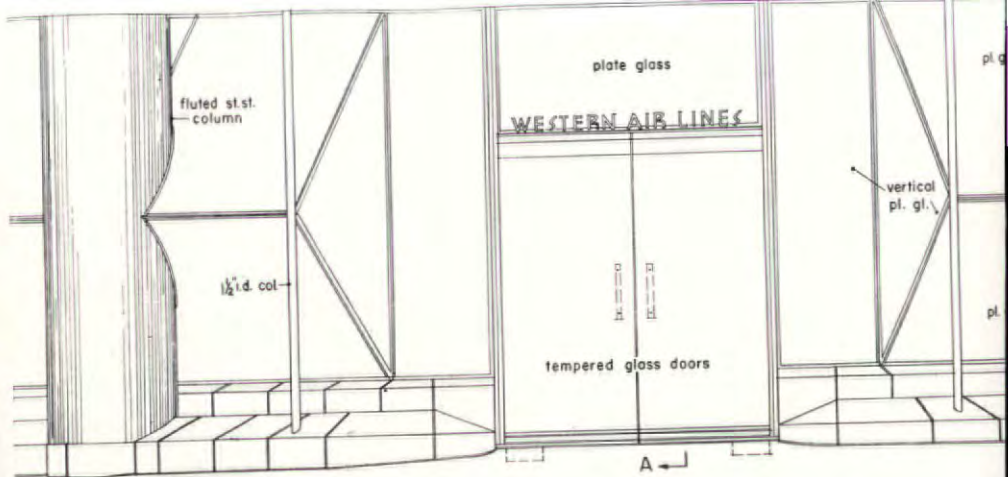 plate glass
pl. g
fluted st. st.
column
WESTERN AIR LINES
vertical
pl. gl.
1½" i.d. col.
pl.
tempered glass doors
A